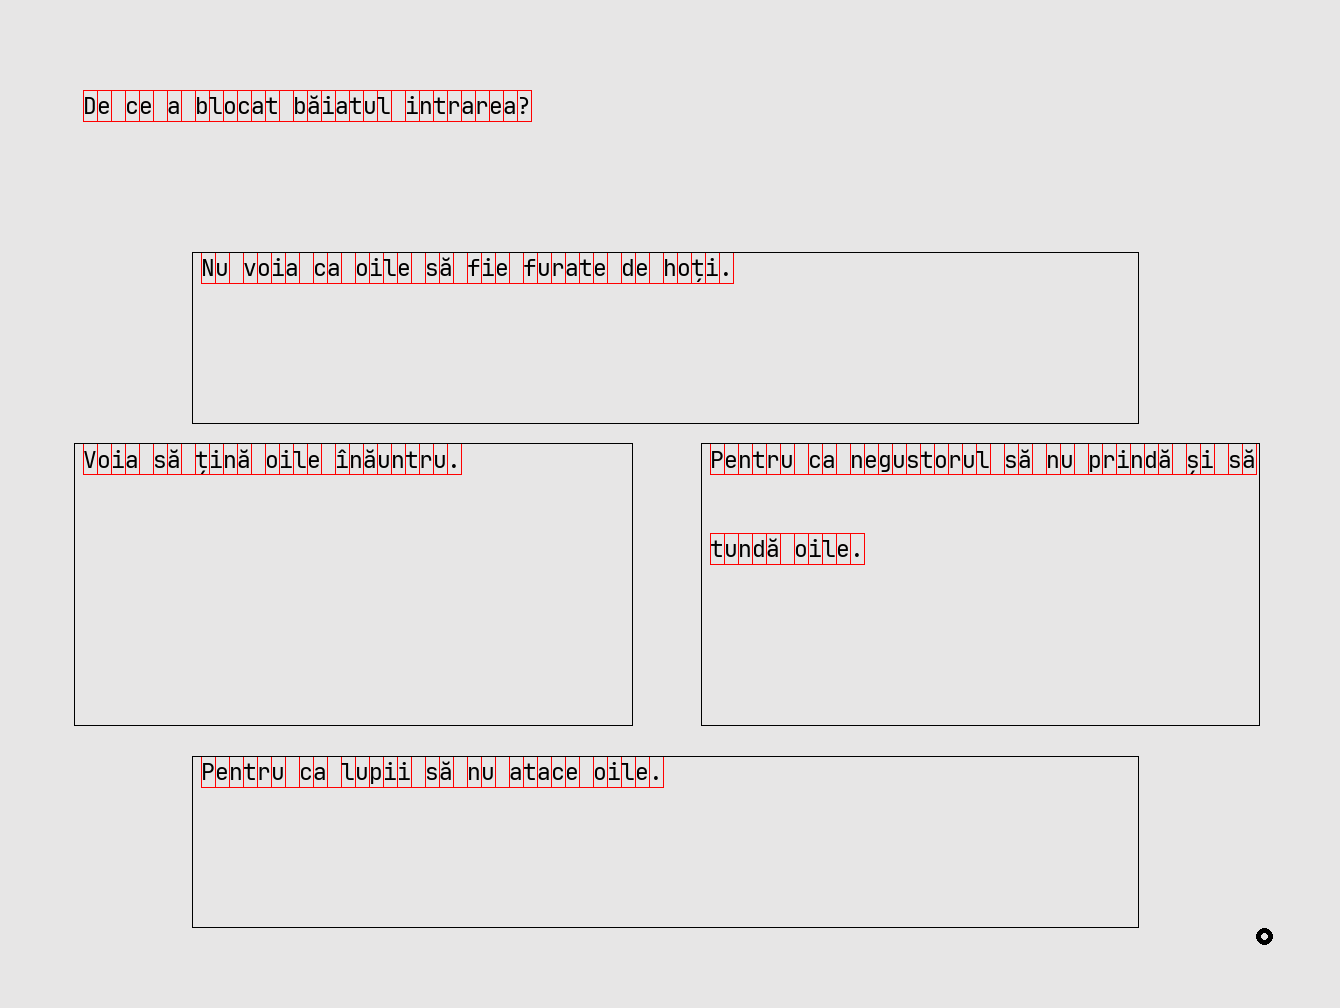 De ce a blocat băiatul intrarea?
Nu voia ca oile să fie furate de hoți.
Voia să țină oile înăuntru.
Pentru ca negustorul să nu prindă și să
tundă oile.
Pentru ca lupii să nu atace oile.